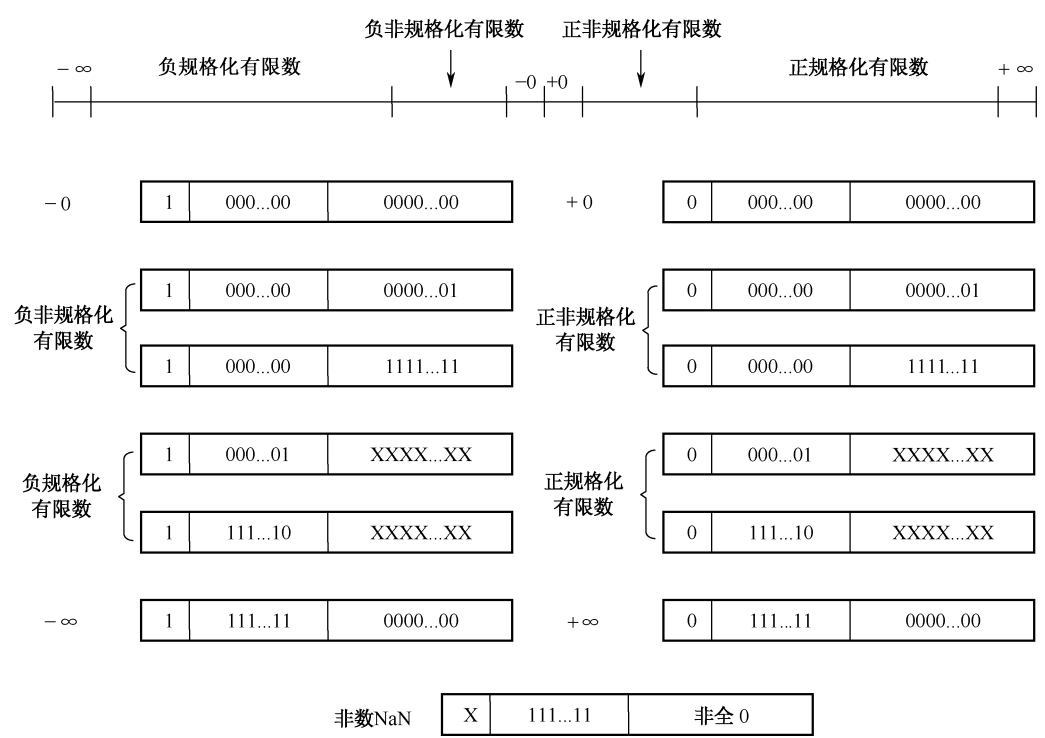 负非规格化有限数 正非规格化有限数
－∞ 负规格化有限数 －0 +0 正规格化有限数 +∞
－0 1 000...00 0000...00 +0 0 000...00 0000...00
1 000...00 0000...01 0 000...00 0000...01
负非规格化 正非规格化
有限数 有限数
1 000...00 1111...11 0 000...00 1111...11
1 000...01 XXXX...XX 0 000...01 XXXX...XX
负规格化 正规格化
有限数 有限数
1 111...10 XXXX...XX 0 111...10 XXXX...XX
－∞ 1 111...11 0000...00 +∞ 0 111...11 0000...00
非数NaN X 111...11 非全 0